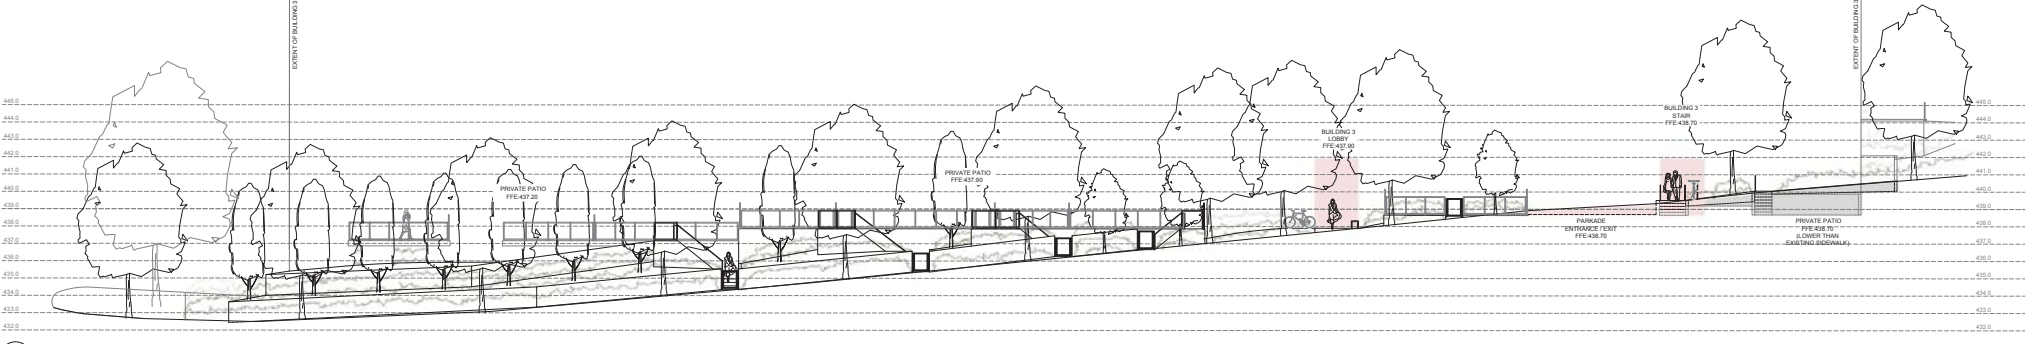 EXTENT OF BUILDING 3
EXTENT OF BUILDING 3
445.0
444.0
443.0
442.0
441.0
440.0
439.0
438.0
437.0
436.0
435.0
434.0
433.0
432.0
PRIVATE PATIO
FFE:437.20
PRIVATE PATIO
FFE:437.90
BUILDING 3
LOBBY
FFE:437.90
PARKADE
ENTRANCE / EXIT
FFE:438.70
BUILDING 3
STAIR
FFE:438.70
PRIVATE PATIO
FFE:438.70
(LOWER THAN
EXISTING SIDEWALK)
445.0
444.0
443.0
442.0
441.0
440.0
439.0
438.0
437.0
436.0
435.0
434.0
433.0
432.0